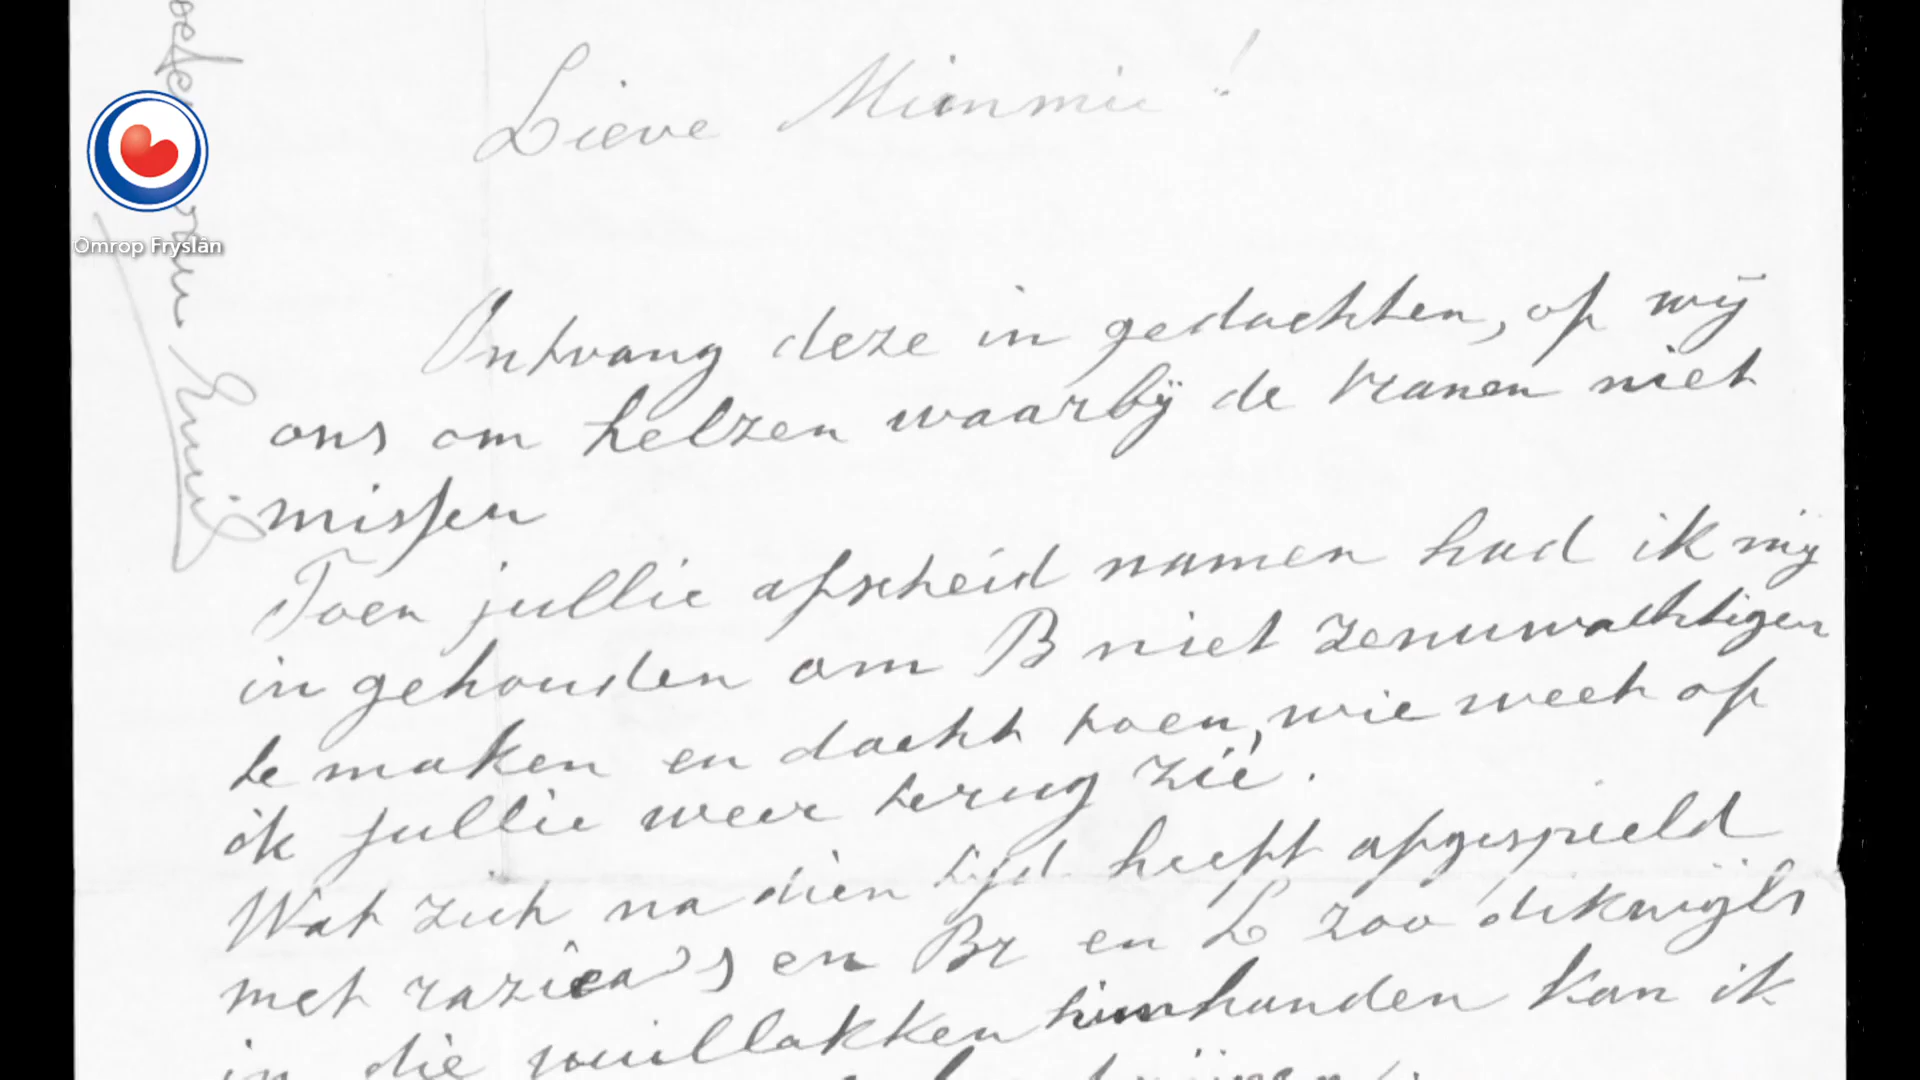 Lieve Mimmie!
Omrop Fryslân
Ontvang deze in gedachten, of wij
ons om helzen waarbij de tranen niet
missen
Toen jullie afscheid namen had ik mij
in gehouden om B niet zenuwachtigen
te maken en dacht toen, wie weet of
ik jullie weer terug zie.
Wat zich na dien tijd heeft afgespeeld
met raziea's en Br en L zoo dikwijls
in die handen kan ik
van Emiel